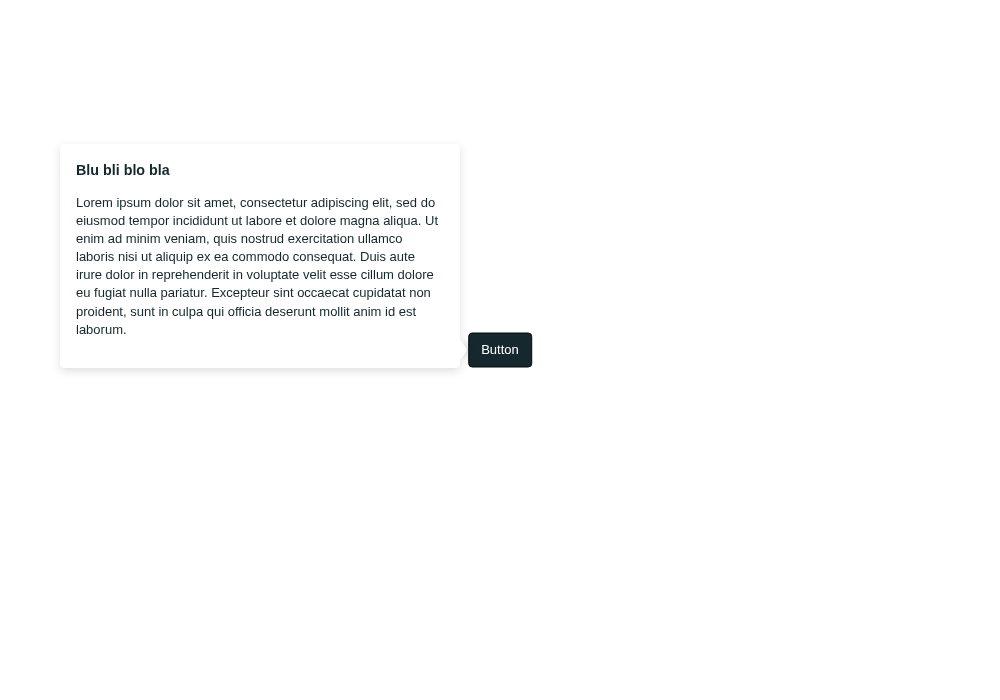 Blu bli blo bla
Lorem ipsum dolor sit amet, consectetur adipiscing elit, sed do
eiusmod tempor incididunt ut labore et dolore magna aliqua. Ut
enim ad minim veniam, quis nostrud exercitation ullamco
laboris nisi ut aliquip ex ea commodo consequat. Duis aute
irure dolor in reprehenderit in voluptate velit esse cillum dolore
eu fugiat nulla pariatur. Excepteur sint occaecat cupidatat non
proident, sunt in culpa qui officia deserunt mollit anim id est
laborum.
Button